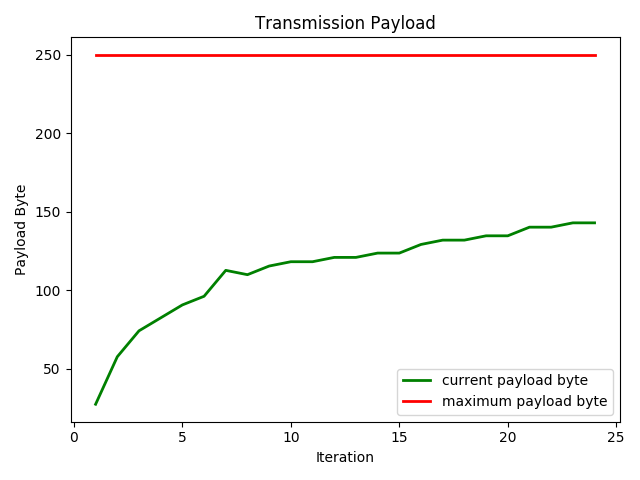 Transmission Payload
250
200
150
100
50
Payload Byte
current payload byte
maximum payload byte
0
5
10
15
20
25
Iteration